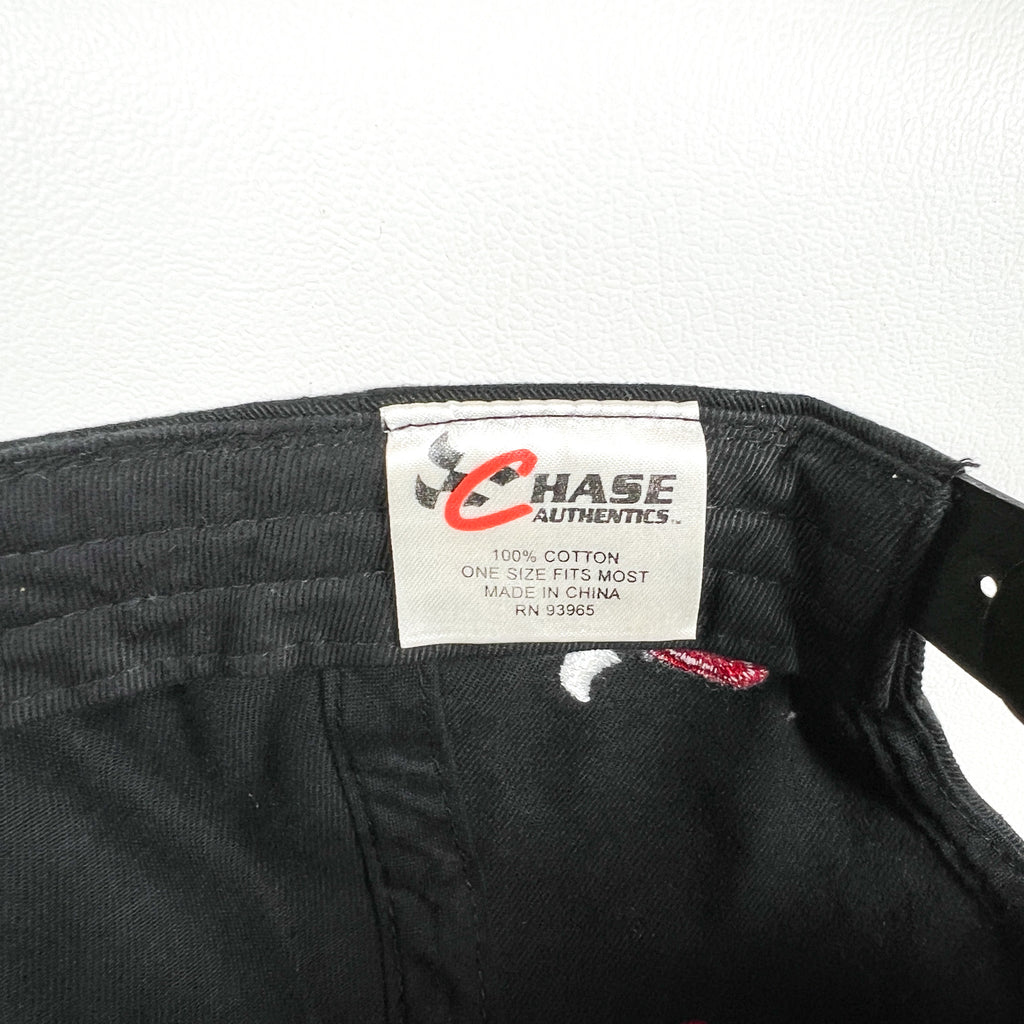 CHASE
AUTHENTICS™
100% COTTON
ONE SIZE FITS MOST
MADE IN CHINA
RN 93965